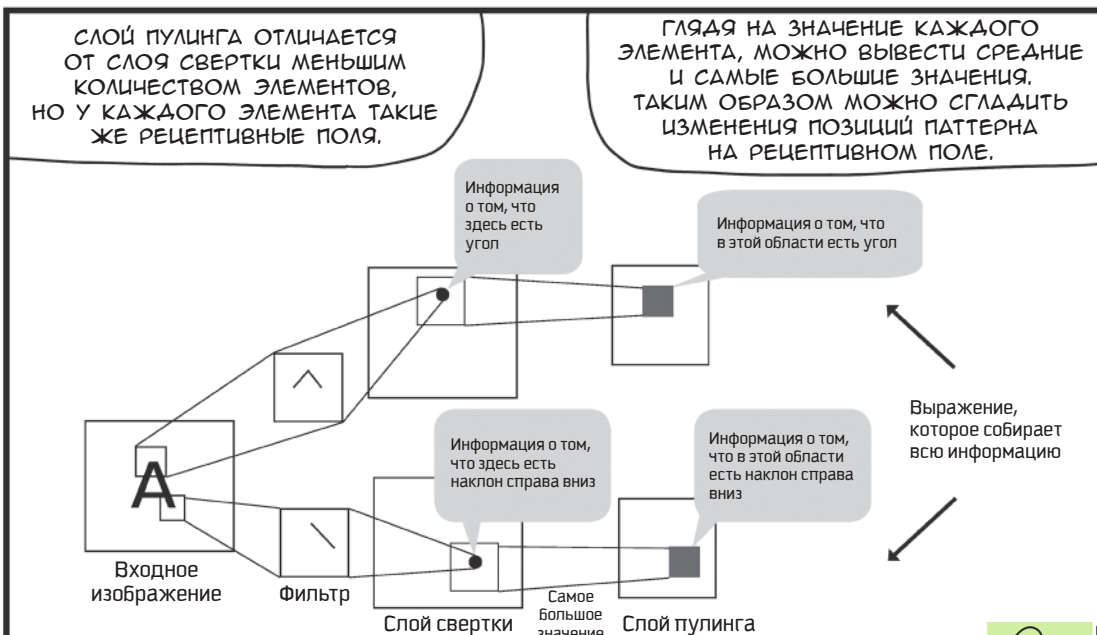 СЛОЙ ПУЛИНГА ОТЛИЧАЕТСЯ
ОТ СЛОЯ СВЕРТКИ МЕНЬШИМ
КОЛИЧЕСТВОМ ЭЛЕМЕНТОВ,
НО У КАЖДОГО ЭЛЕМЕНТА ТАКИЕ
ЖЕ РЕЦЕПТИВНЫЕ ПОЛЯ.
ГЛЯДЯ НА ЗНАЧЕНИЕ КАЖДОГО
ЭЛЕМЕНТА, МОЖНО ВЫВЕСТИ СРЕДНИЕ
И САМЫЕ БОЛЬШИЕ ЗНАЧЕНИЯ.
ТАКИМ ОБРАЗОМ МОЖНО СГЛАДИТЬ
ИЗМЕНЕНИЯ ПОЗИЦИЙ ПАТТЕРНА
НА РЕЦЕПТИВНОМ ПОЛЕ.
Информация
о том, что
здесь есть
угол
Информация о том, что
в этой области есть угол
Выражение,
которое собирает
всю информацию
Информация о том,
что здесь есть
наклон справа вниз
Информация о том,
что в этой области
есть наклон справа
вниз
А
Входное
изображение
Фильтр
Слой свертки
Самое
большое
значение
Слой пулинга